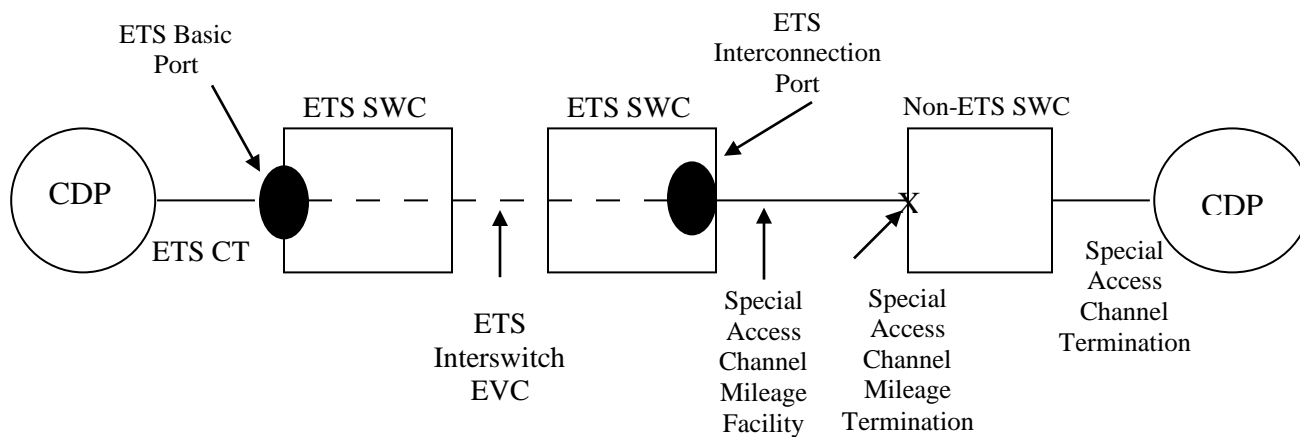 ETS Basic
Port
ETS
Interconnection
Port
ETS SWC
ETS SWC
Non-ETS SWC
CDP
X
CDP
ETS CT
ETS
Interswitch
EVC
Special
Access
Channel
Mileage
Facility
Special
Access
Channel
Mileage
Termination
Special
Access
Channel
Termination